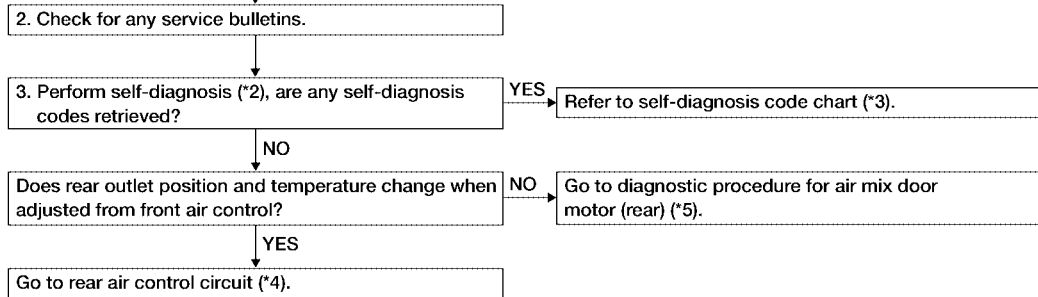 2. Check for any service bulletins.
3. Perform self-diagnosis (*2), are any self-diagnosis
codes retrieved?
YES
Refer to self-diagnosis code chart (*3).
NO
Does rear outlet position and temperature change when
adjusted from front air control?
NO
Go to diagnostic procedure for air mix door
motor (rear) (*5).
YES
Go to rear air control circuit (*4).